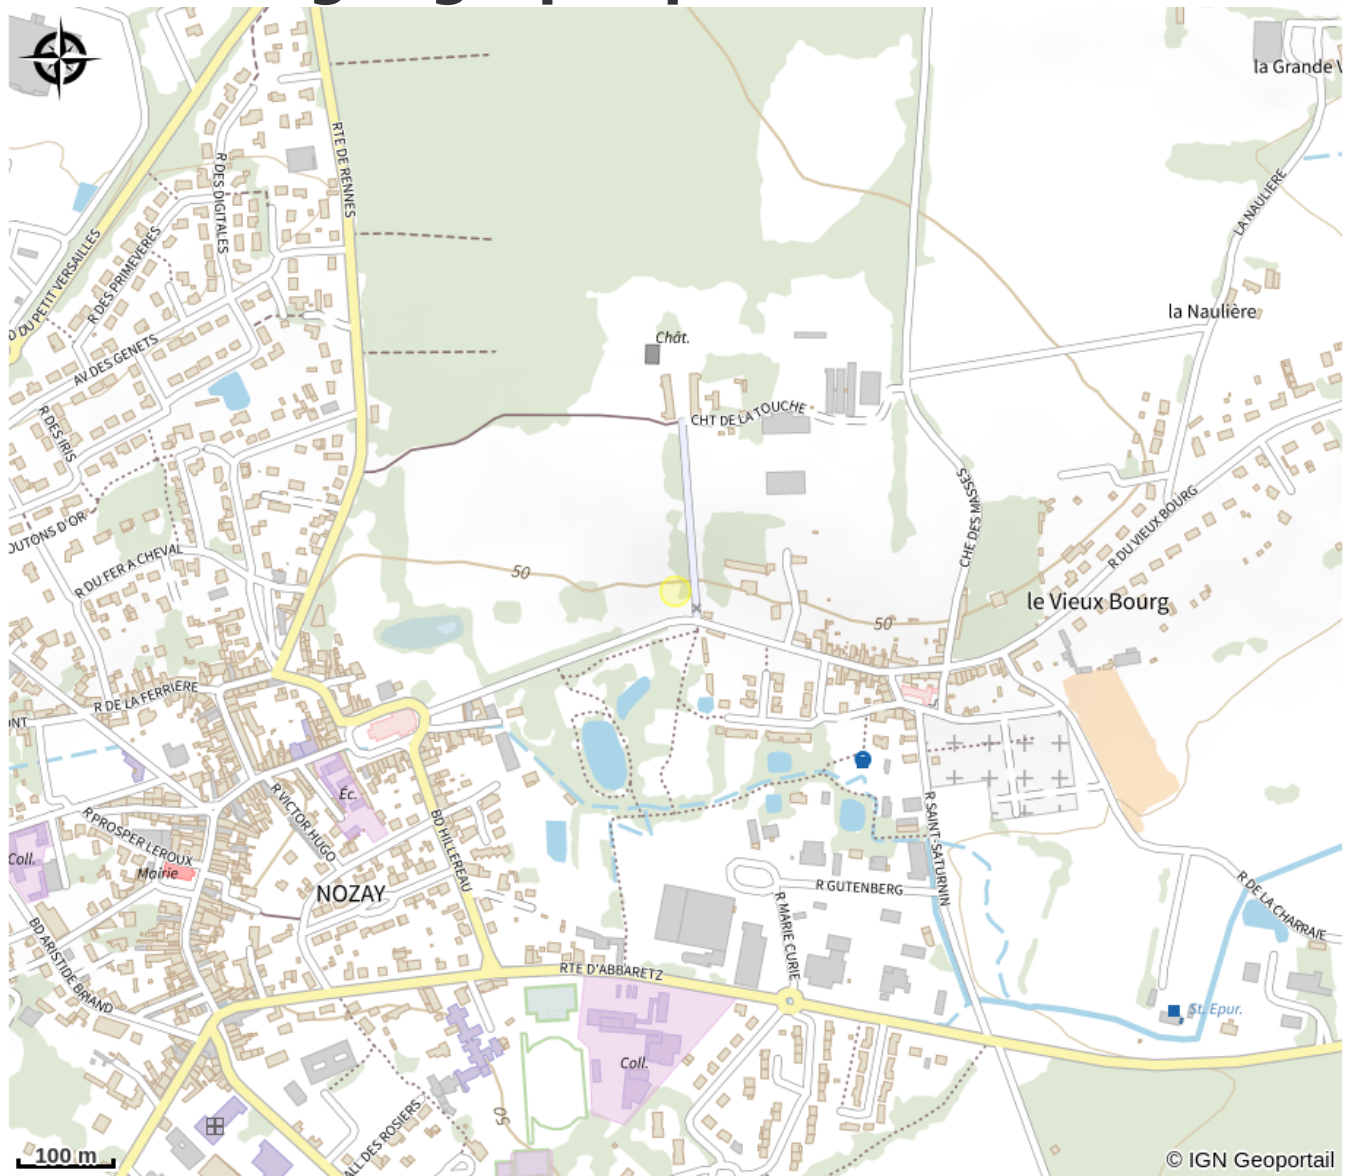 la Grande V
RTE DE RENNES
R DES DIGITALES
LA NAULIERE
D DU PETIT VERSAILLES
R DES PRIMEVERES
la Naulière
Chât.
AV DES GENETS
CHT DE LA TOUCHE
R DES IRIS
CHE DES MASSES
R DU VIEUX BOURG
OUTONS D'OR
R DU FER A CHEVAL
50
le Vieux Bourg
50
R DE LA FERRIERE
ONT
Éc.
R VICTOR HUGO
R PROSPER LEROUX
BD HILLEREAU
R SAINT-SATURNIN
Coll.
Mairie
NOZAY
R GUTENBERG
R DE LA CHARRAIE
R MARIE CURIE
BD ARISTIDE BRIAND
RTE D'ABBARETZ
St. Epur.
Coll.
50
ALL DES ROSIERS
100 m
© IGN Geoportail